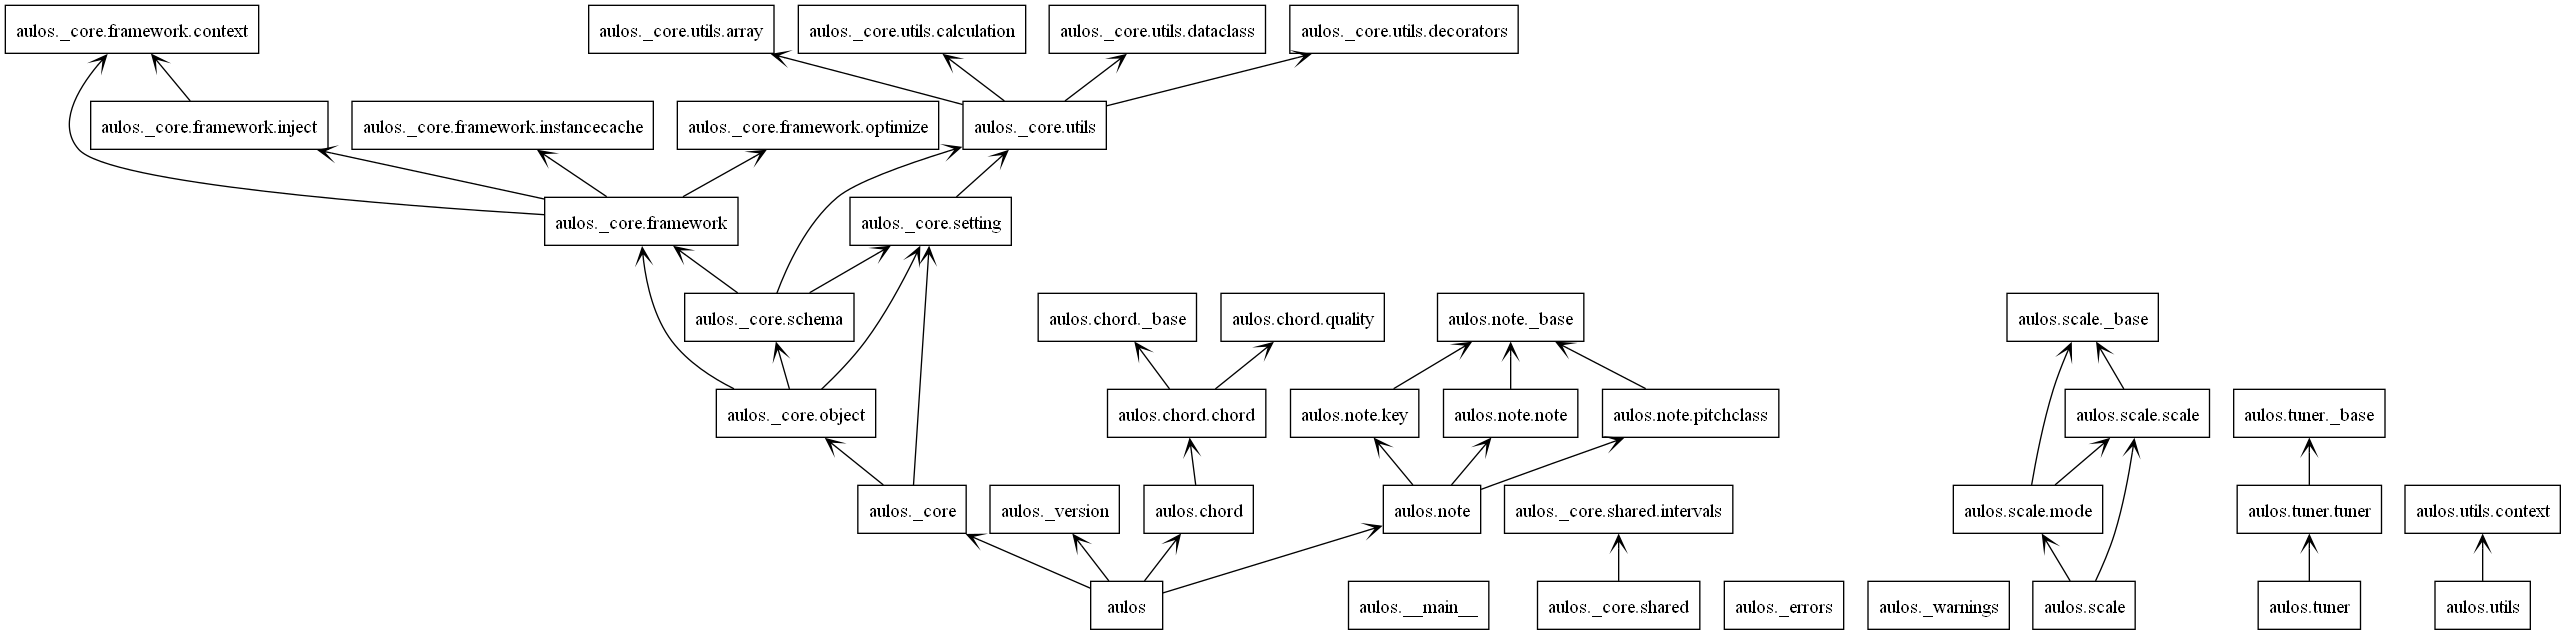 aulos._core.framework.context
aulos._core.utils.array
aulos._core.utils.calculation
aulos._core.utils.dataclass
aulos._core.utils.decorators
aulos._core.framework.inject
aulos._core.framework.instancecache
aulos._core.framework.optimize
aulos._core.utils
aulos._core.framework
aulos._core.setting
aulos._core.schema
aulos.chord._base
aulos.chord.quality
aulos.note._base
aulos.scale._base
aulos._core.object
aulos.chord.chord
aulos.note.key
aulos.note.note
aulos.note.pitchclass
aulos.scale.scale
aulos.tuner._base
aulos._core
aulos._version
aulos.chord
aulos.note
aulos._core.shared.intervals
aulos.scale.mode
aulos.tuner.tuner
aulos.utils.context
aulos
aulos.__main__
aulos._core.shared
aulos._errors
aulos._warnings
aulos.scale
aulos.tuner
aulos.utils